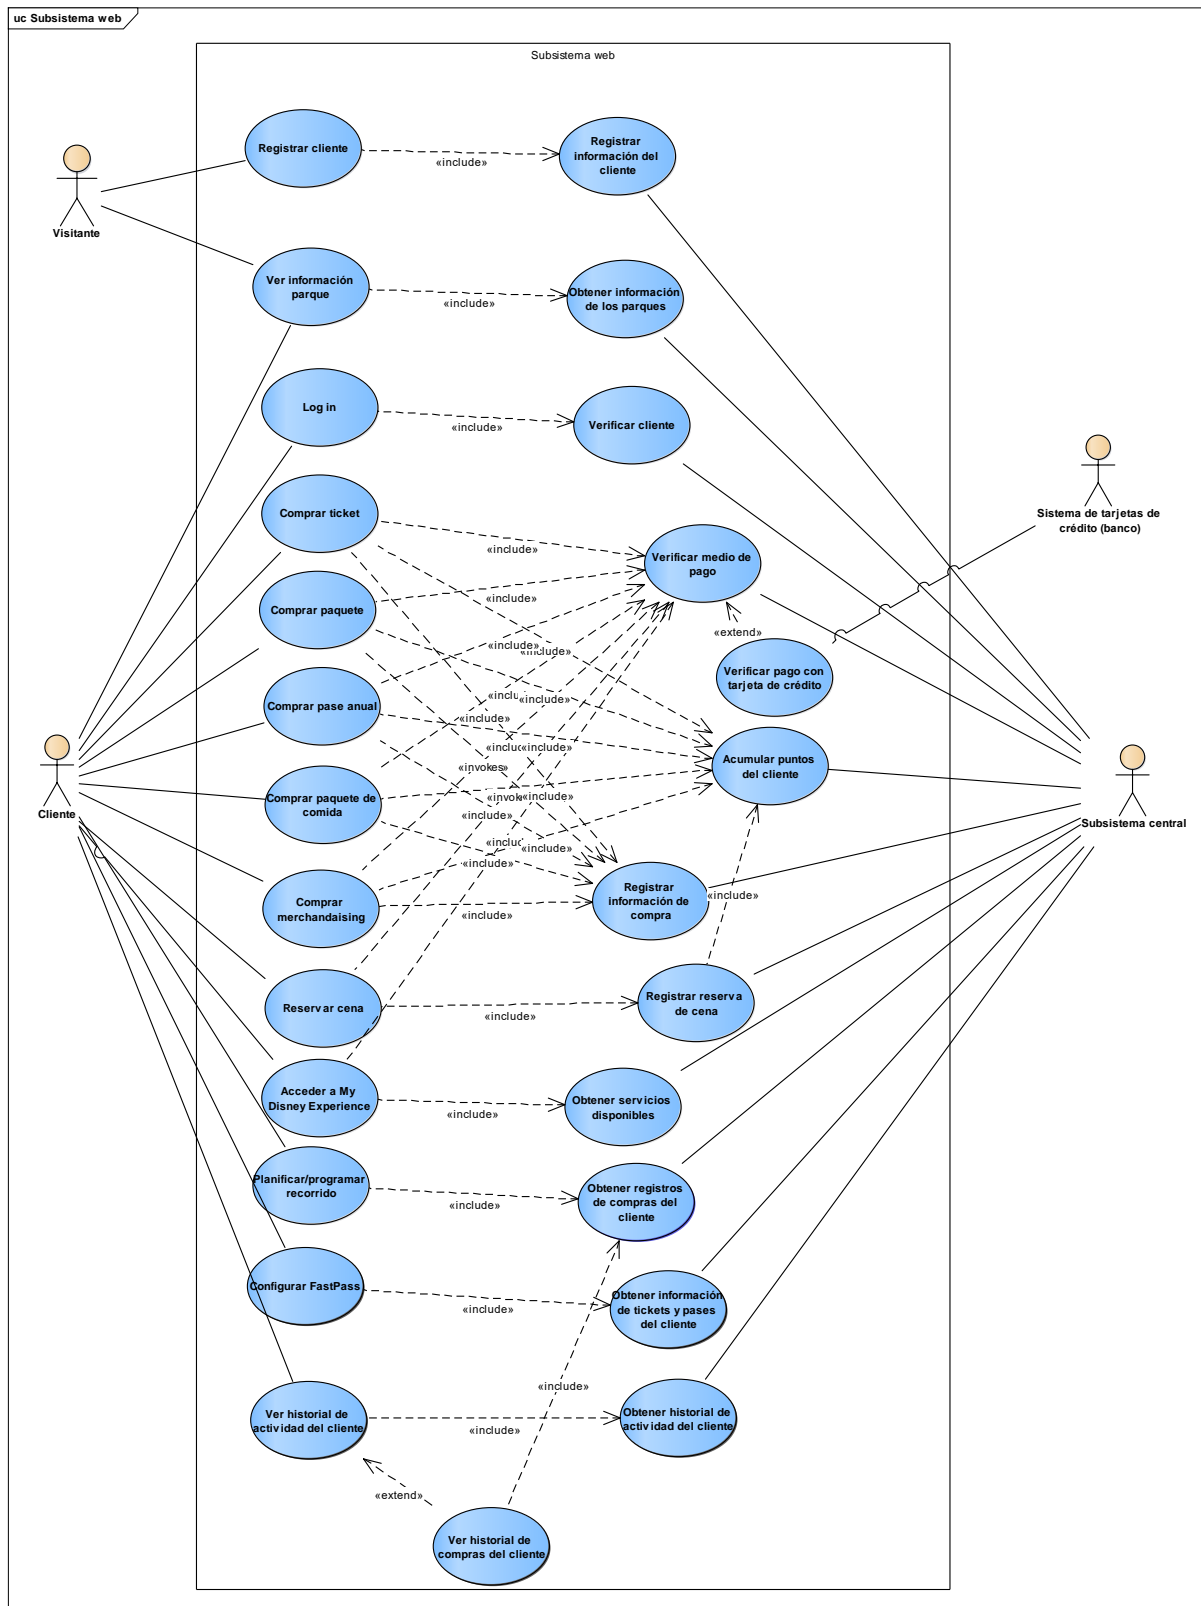 uc Subsistema web
Subsistema web
Registrar cliente
«include»
Registrar
información del
cliente
Visitante
Ver información
parque
«include»
Obtener información
de los parques
Log in
«include»
Verificar cliente
Sistema de tarjetas de
crédito (banco)
Comprar ticket
«include»
Verificar medio de
pago
Comprar paquete
«include»
«extend»
«include»
«include»
Verificar pago con
tarjeta de crédito
Comprar pase anual
«include»
«include»
Cliente
«include»
«include»
Acumular puntos
del cliente
«invokes»
Comprar paquete de
comida
«include»
«include»
Subsistema central
«include»
«include»
Comprar
merchandaising
«include»
Registrar
información de
compra
«include»
Reservar cena
«include»
Registrar reserva
de cena
Acceder a My
Disney Experience
«include»
Obtener servicios
disponibles
Planificar/programar
recorrido
«include»
Obtener registros
de compras del
cliente
Configurar FastPass
«include»
Obtener información
de tickets y pases
del cliente
«include»
Ver historial de
actividad del cliente
«include»
Obtener historial de
actividad del cliente
«extend»
Ver historial de
compras del cliente